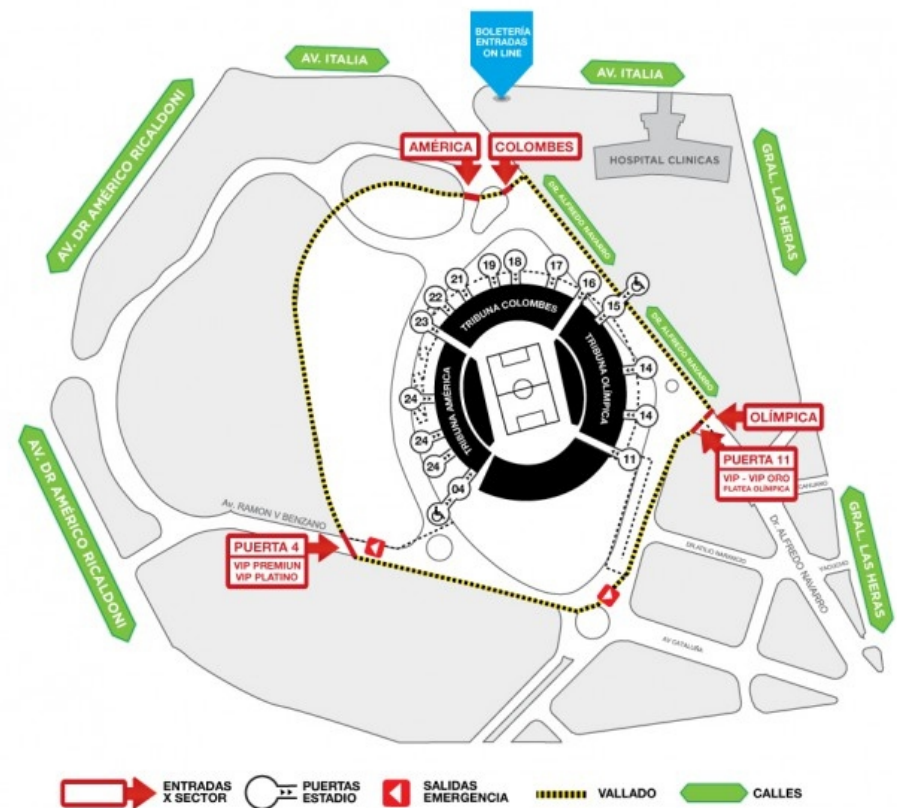 BOLETERÍA
ENTRADAS
ON LINE
AV. ITALIA
AV. ITALIA
AV. DR AMÉRICO RICALDONI
HOSPITAL CLINICAS
GRAL. LAS HERAS
AMÉRICA
COLOMBES
DR. ALFREDO NAVARRO
17
18
19
21
16
22
15
23
TRIBUNA COLOMBES
DR. ALFREDO NAVARRO
TRIBUNA OLÍMPICA
14
TRIBUNA AMÉRICA
24
14
OLÍMPICA
24
11
24
PUERTA 11
VIP - VIP ORO
PLATEA OLÍMPICA
04
AV. DR AMÉRICO RICALDONI
Av. RAMON V BENZANO
Dr. ALFREDO NAVARRO
GRAL. LAS HERAS
PUERTA 4
VIP PREMIUN
VIP PLATINO
YACUCHO
AV CATALUÑA
ENTRADAS
X SECTOR
PUERTAS
ESTADIO
SALIDAS
EMERGENCIA
VALLADO
CALLES